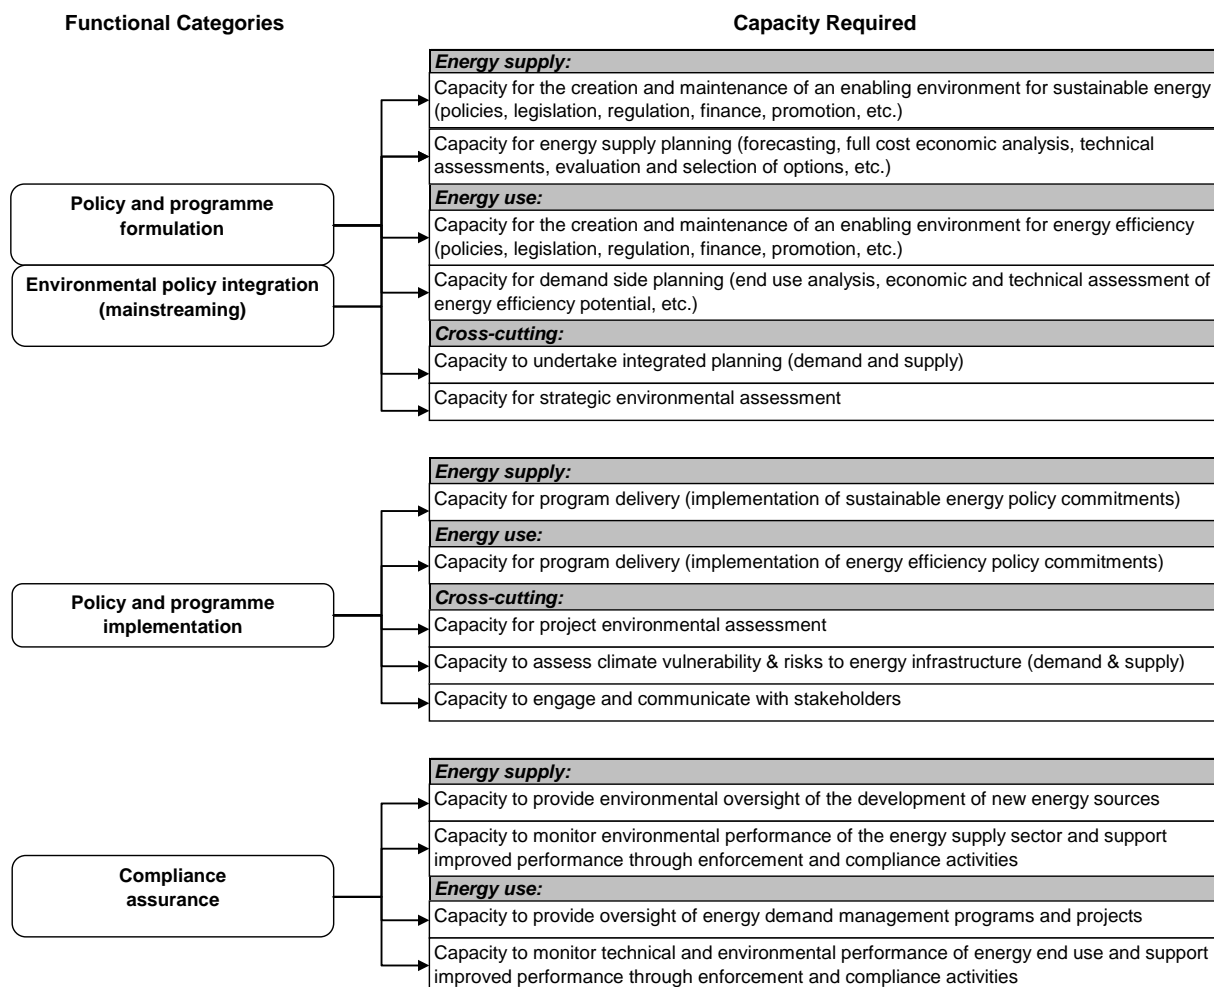 Functional Categories
Capacity Required
Energy supply:
Capacity for the creation and maintenance of an enabling environment for sustainable energy
(policies, legislation, regulation, finance, promotion, etc.)
Capacity for energy supply planning (forecasting, full cost economic analysis, technical
assessments, evaluation and selection of options, etc.)
Policy and programme
formulation
Energy use:
Capacity for the creation and maintenance of an enabling environment for energy efficiency
(policies, legislation, regulation, finance, promotion, etc.)
Environmental policy integration
(mainstreaming)
Capacity for demand side planning (end use analysis, economic and technical assessment of
energy efficiency potential, etc.)
Cross-cutting:
Capacity to undertake integrated planning (demand and supply)
Capacity for strategic environmental assessment
Energy supply:
Capacity for program delivery (implementation of sustainable energy policy commitments)
Energy use:
Capacity for program delivery (implementation of energy efficiency policy commitments)
Policy and programme
implementation
Cross-cutting:
Capacity for project environmental assessment
Capacity to assess climate vulnerability & risks to energy infrastructure (demand & supply)
Capacity to engage and communicate with stakeholders
Energy supply:
Capacity to provide environmental oversight of the development of new energy sources
Capacity to monitor environmental performance of the energy supply sector and support
improved performance through enforcement and compliance activities
Compliance
assurance
Energy use:
Capacity to provide oversight of energy demand management programs and projects
Capacity to monitor technical and environmental performance of energy end use and support
improved performance through enforcement and compliance activities